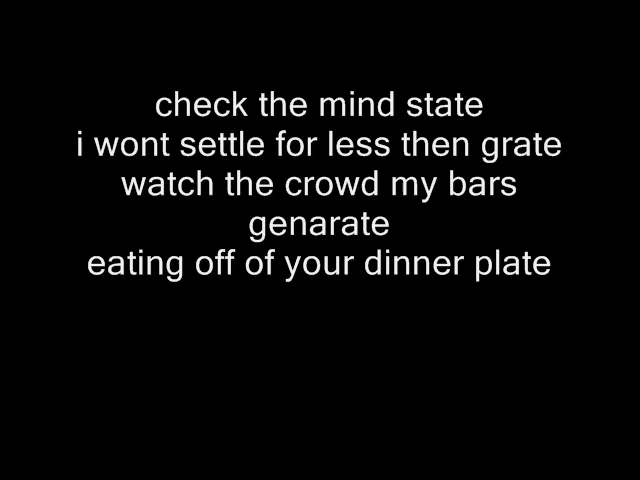 check the mind state
i wont settle for less then grate
watch the crowd my bars
genarate
eating off of your dinner plate